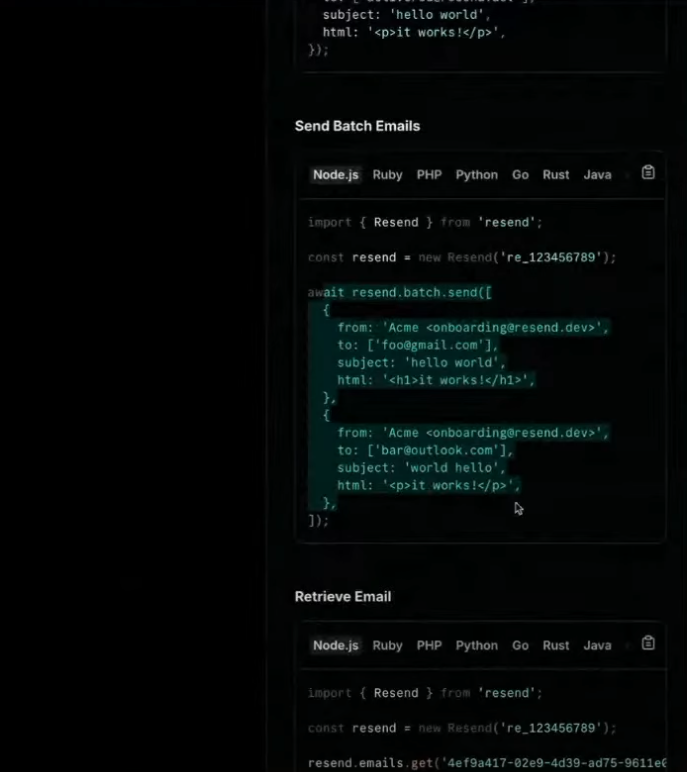 subject: 'hello world',
html: '<p>it works!</p>',
});
Send Batch Emails
Node.js Ruby PHP Python Go Rust Java
import { Resend } from 'resend';
const resend = new Resend('re_123456789');
await resend.batch.send([
{
from: 'Acme <onboarding@resend.dev>',
to: ['foo@gmail.com'],
subject: 'hello world',
html: '<h1>it works!</h1>',
},
{
from: 'Acme <onboarding@resend.dev>',
to: ['bar@outlook.com'],
subject: 'world hello',
html: '<p>it works!</p>',
},
]);
Retrieve Email
Node.js Ruby PHP Python Go Rust Java
import { Resend } from 'resend';
const resend = new Resend('re_123456789');
resend.emails.get('4ef9a417-02e9-4d39-ad75-9611e0